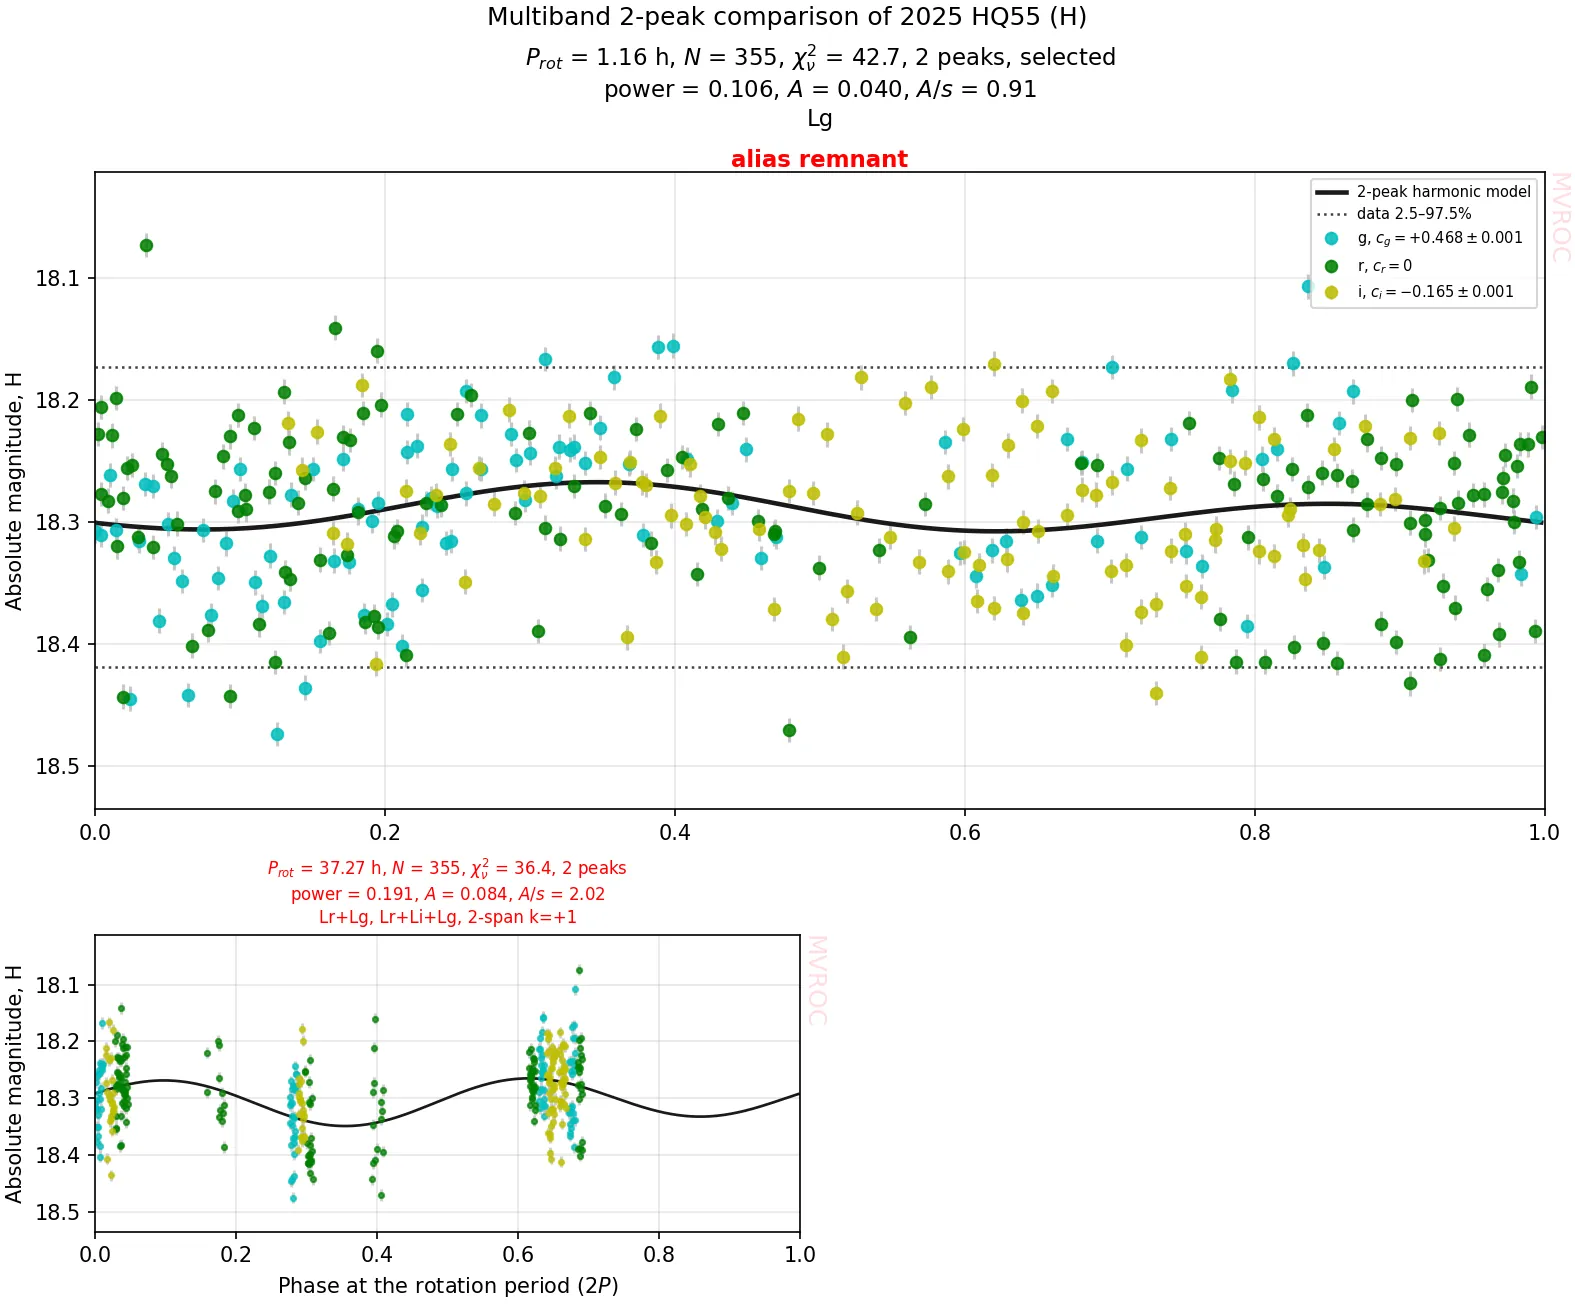 Multiband 2-peak comparison of 2025 HQ55 (H)
P_rot = 1.16 h, N = 355, χ²_ν = 42.7, 2 peaks, selected
power = 0.106, A = 0.040, A/s = 0.91
Lg
alias remnant
2-peak harmonic model
data 2.5–97.5%
g, c_g = +0.468 ± 0.001
r, c_r = 0
i, c_i = −0.165 ± 0.001
MVROC
Absolute magnitude, H
18.1
18.2
18.3
18.4
18.5
0.0 0.2 0.4 0.6 0.8 1.0
P_rot = 37.27 h, N = 355, χ²_ν = 36.4, 2 peaks
power = 0.191, A = 0.084, A/s = 2.02
Lr+Lg, Lr+Li+Lg, 2-span k=+1
MVROC
Absolute magnitude, H
18.1
18.2
18.3
18.4
18.5
0.0 0.2 0.4 0.6 0.8 1.0
Phase at the rotation period (2P)